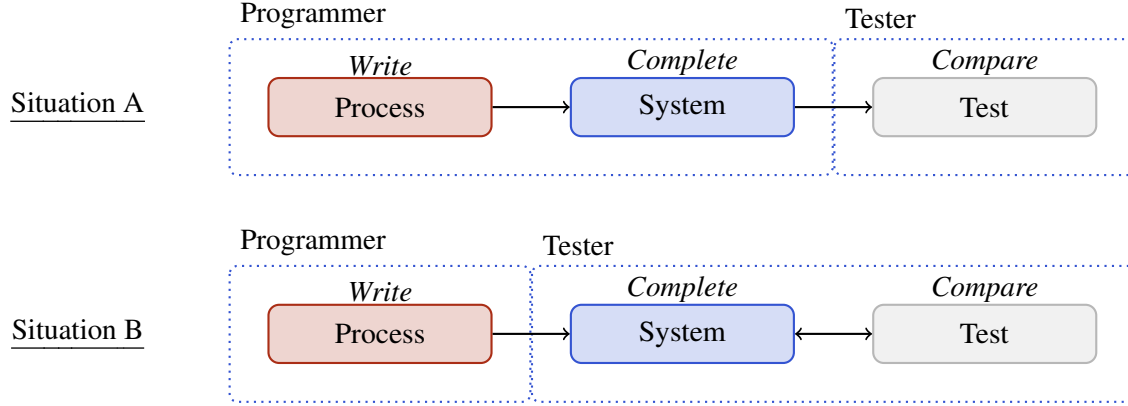 Programmer
Tester
Write
Complete
Compare
Situation A
Process
System
Test
Programmer
Tester
Write
Complete
Compare
Situation B
Process
System
Test